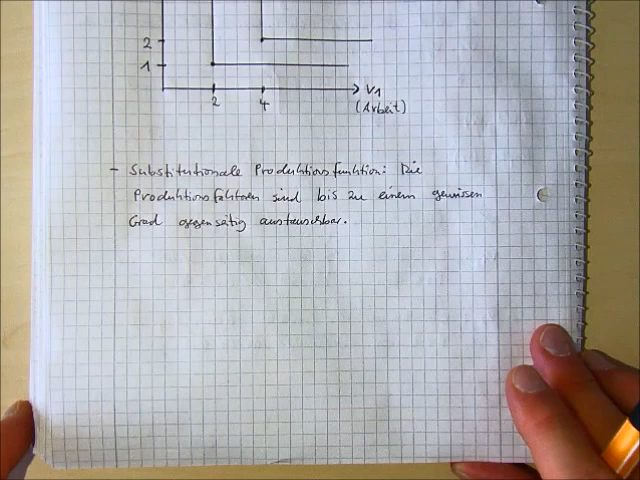 2
1
2
4
V1
(Arbeit)
- Substitutionale Produktionsfunktion: Die
Produktionsfaktoren sind bis zu einem gewissen
Grad gegenseitig austauschbar.